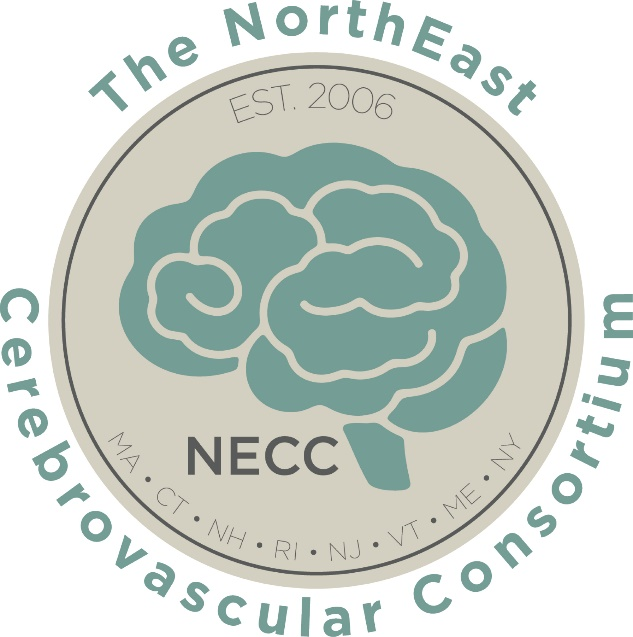 The NorthEast
EST. 2006
NECC
MA • CT • NH • RI • NJ • VT • ME • NY
Cerebrovascular Consortium